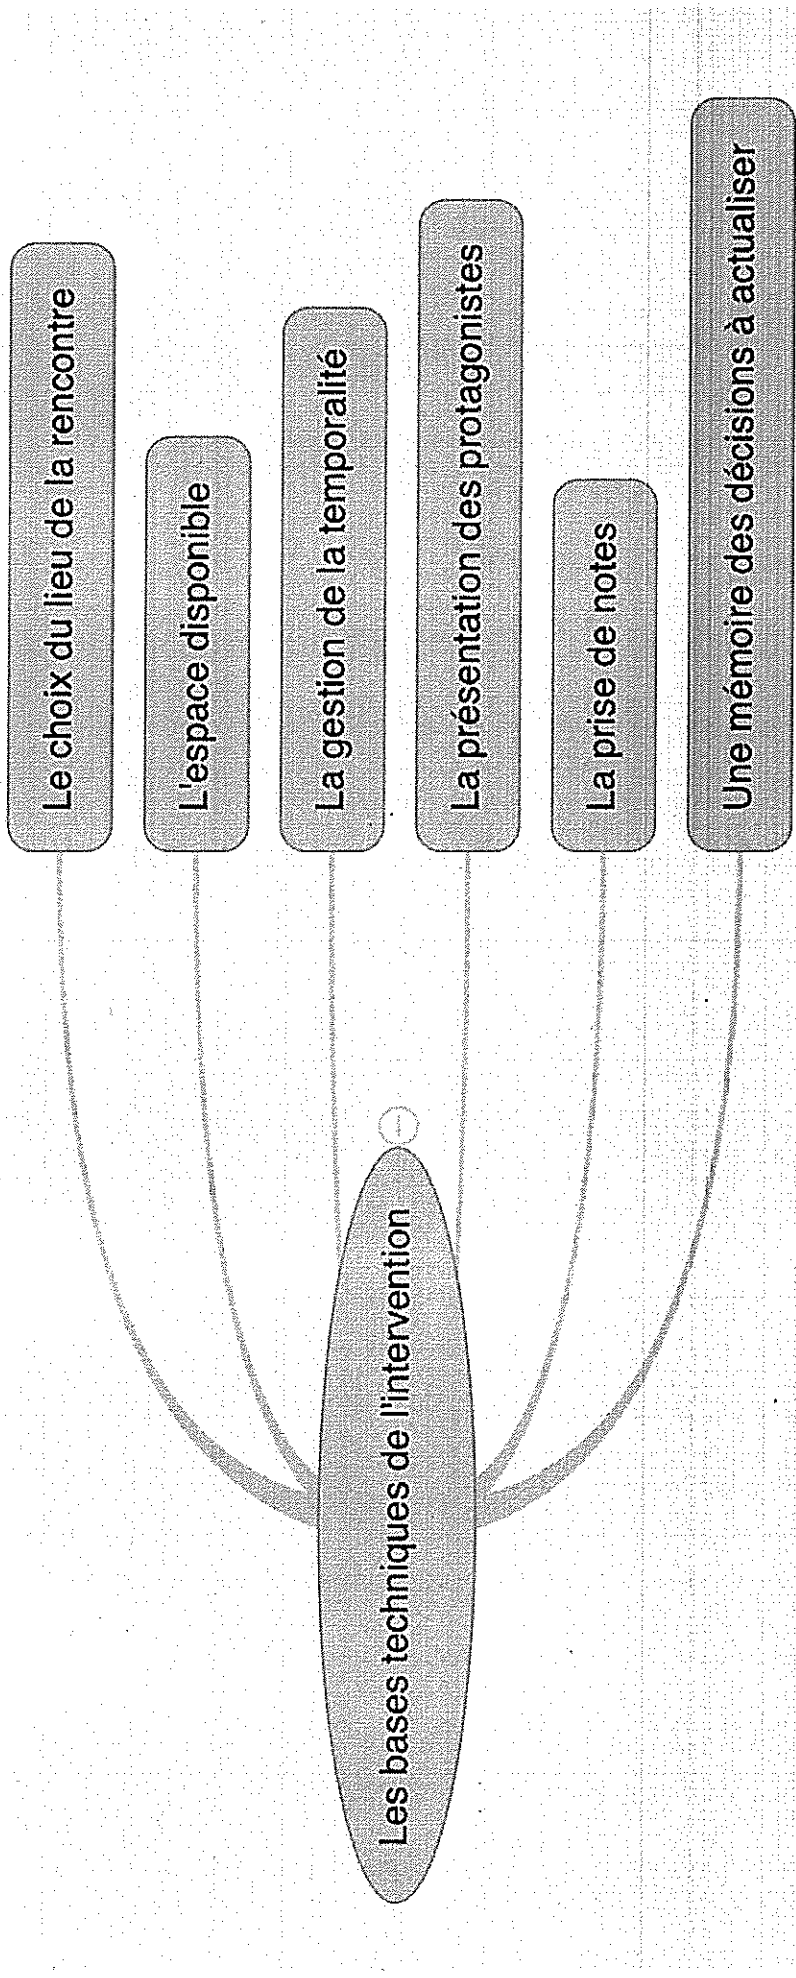 Les bases techniques de l'intervention
Le choix du lieu de la rencontre
L'espace disponible
La gestion de la temporalité
La présentation des protagonistes
La prise de notes
Une mémoire des décisions à actualiser